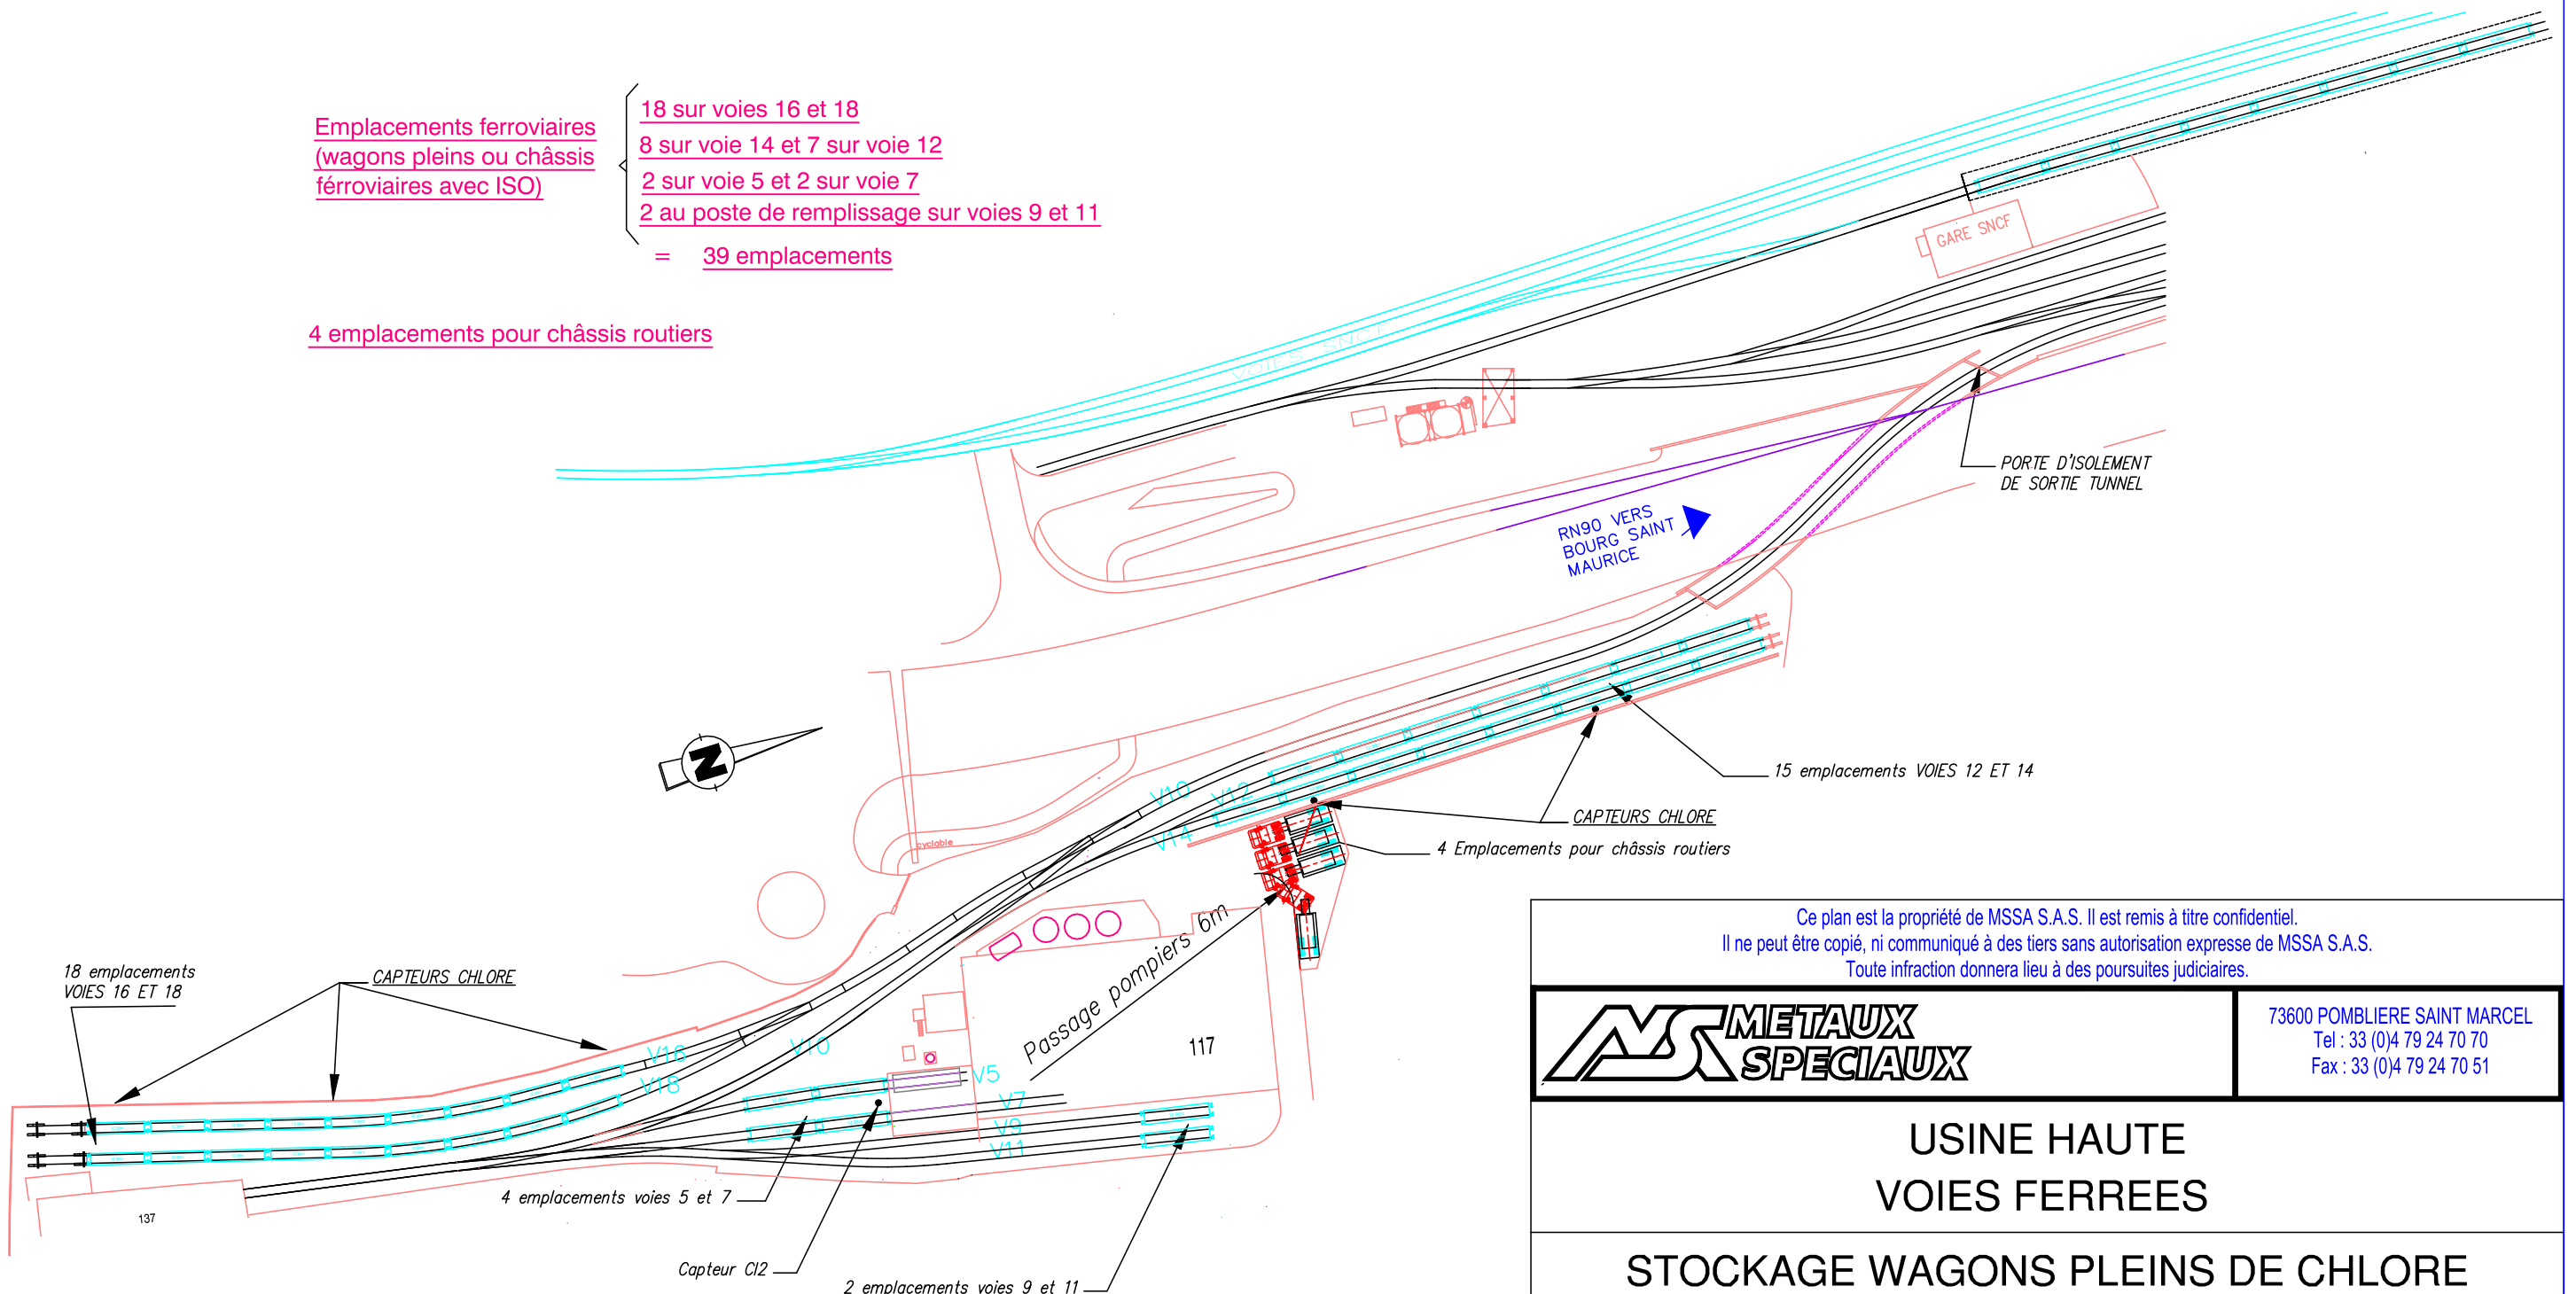 Emplacements ferroviaires
(wagons pleins ou châssis
férroviaires avec ISO)
18 sur voies 16 et 18
8 sur voie 14 et 7 sur voie 12
2 sur voie 5 et 2 sur voie 7
2 au poste de remplissage sur voies 9 et 11
= 39 emplacements
4 emplacements pour châssis routiers
VOIES SNCF
GARE SNCF
PORTE D'ISOLEMENT
DE SORTIE TUNNEL
RN90 VERS
BOURG SAINT
MAURICE
N
V10
V12
V14
cyclable
15 emplacements VOIES 12 ET 14
CAPTEURS CHLORE
4 Emplacements pour châssis routiers
Passage pompiers 6m
117
18 emplacements
VOIES 16 ET 18
CAPTEURS CHLORE
V16
V18
V10
V5
V7
V9
V11
137
4 emplacements voies 5 et 7
Capteur Cl2
2 emplacements voies 9 et 11
Ce plan est la propriété de MSSA S.A.S. Il est remis à titre confidentiel.
Il ne peut être copié, ni communiqué à des tiers sans autorisation expresse de MSSA S.A.S.
Toute infraction donnera lieu à des poursuites judiciaires.
METAUX
SPECIAUX
73600 POMBLIERE SAINT MARCEL
Tel : 33 (0)4 79 24 70 70
Fax : 33 (0)4 79 24 70 51
USINE HAUTE
VOIES FERREES
STOCKAGE WAGONS PLEINS DE CHLORE